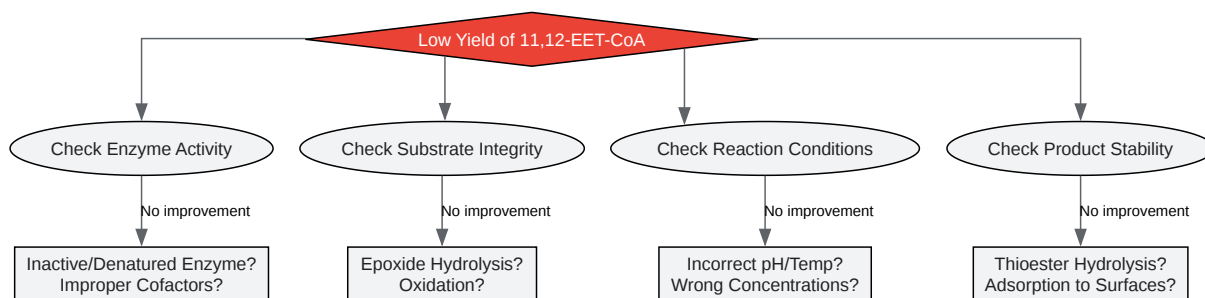 Low Yield of 11,12-EET-CoA
Check Enzyme Activity
Check Substrate Integrity
Check Reaction Conditions
Check Product Stability
No improvement
No improvement
No improvement
No improvement
Inactive/Denatured Enzyme?
Improper Cofactors?
Epoxide Hydrolysis?
Oxidation?
Incorrect pH/Temp?
Wrong Concentrations?
Thioester Hydrolysis?
Adsorption to Surfaces?